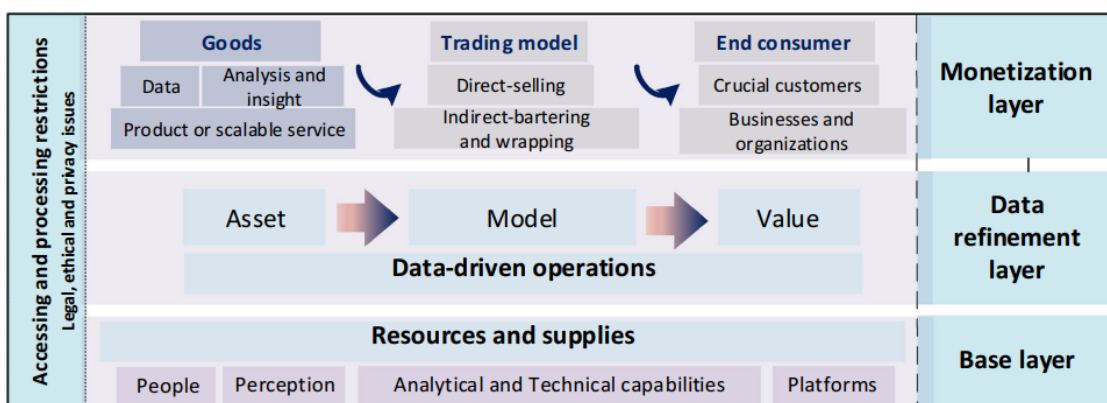 Accessing and processing restrictions
Legal, ethical and privacy issues
Goods
Data
Analysis and
insight
Product or scalable service
Trading model
Direct-selling
Indirect-bartering
and wrapping
End consumer
Crucial customers
Businesses and
organizations
Monetization
layer
Asset
Model
Value
Data-driven operations
Data
refinement
layer
Resources and supplies
People
Perception
Analytical and Technical capabilities
Platforms
Base layer